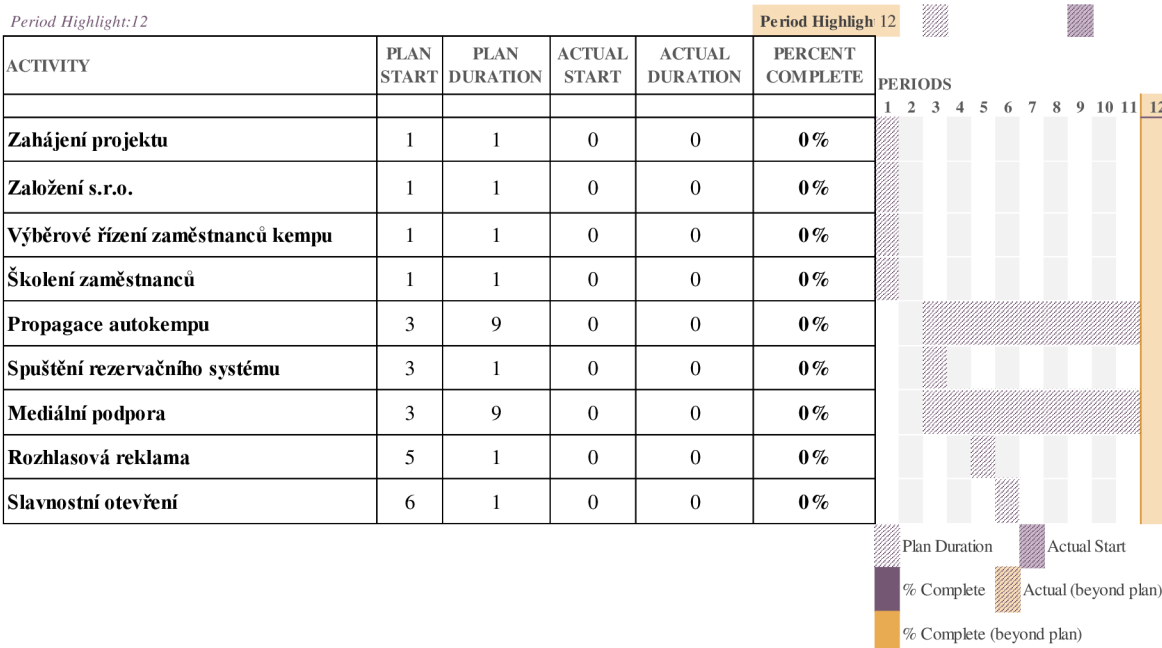 Period Highlight:12 Period Highligh 12
ACTIVITY PLAN START PLAN DURATION ACTUAL START ACTUAL DURATION PERCENT COMPLETE PERIODS
1 2 3 4 5 6 7 8 9 10 11 12
Zahájení projektu 1 1 0 0 0%
Založení s.r.o. 1 1 0 0 0%
Výběrové řízení zaměstnanců kempu 1 1 0 0 0%
Školení zaměstnanců 1 1 0 0 0%
Propagace autokempu 3 9 0 0 0%
Spuštění rezervačního systému 3 1 0 0 0%
Mediální podpora 3 9 0 0 0%
Rozhlasová reklama 5 1 0 0 0%
Slavnostní otevření 6 1 0 0 0%
Plan Duration Actual Start
% Complete Actual (beyond plan)
% Complete (beyond plan)